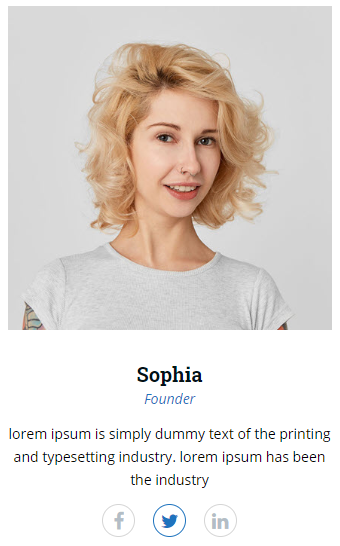 Sophia
Founder
lorem ipsum is simply dummy text of the printing
and typesetting industry. lorem ipsum has been
the industry